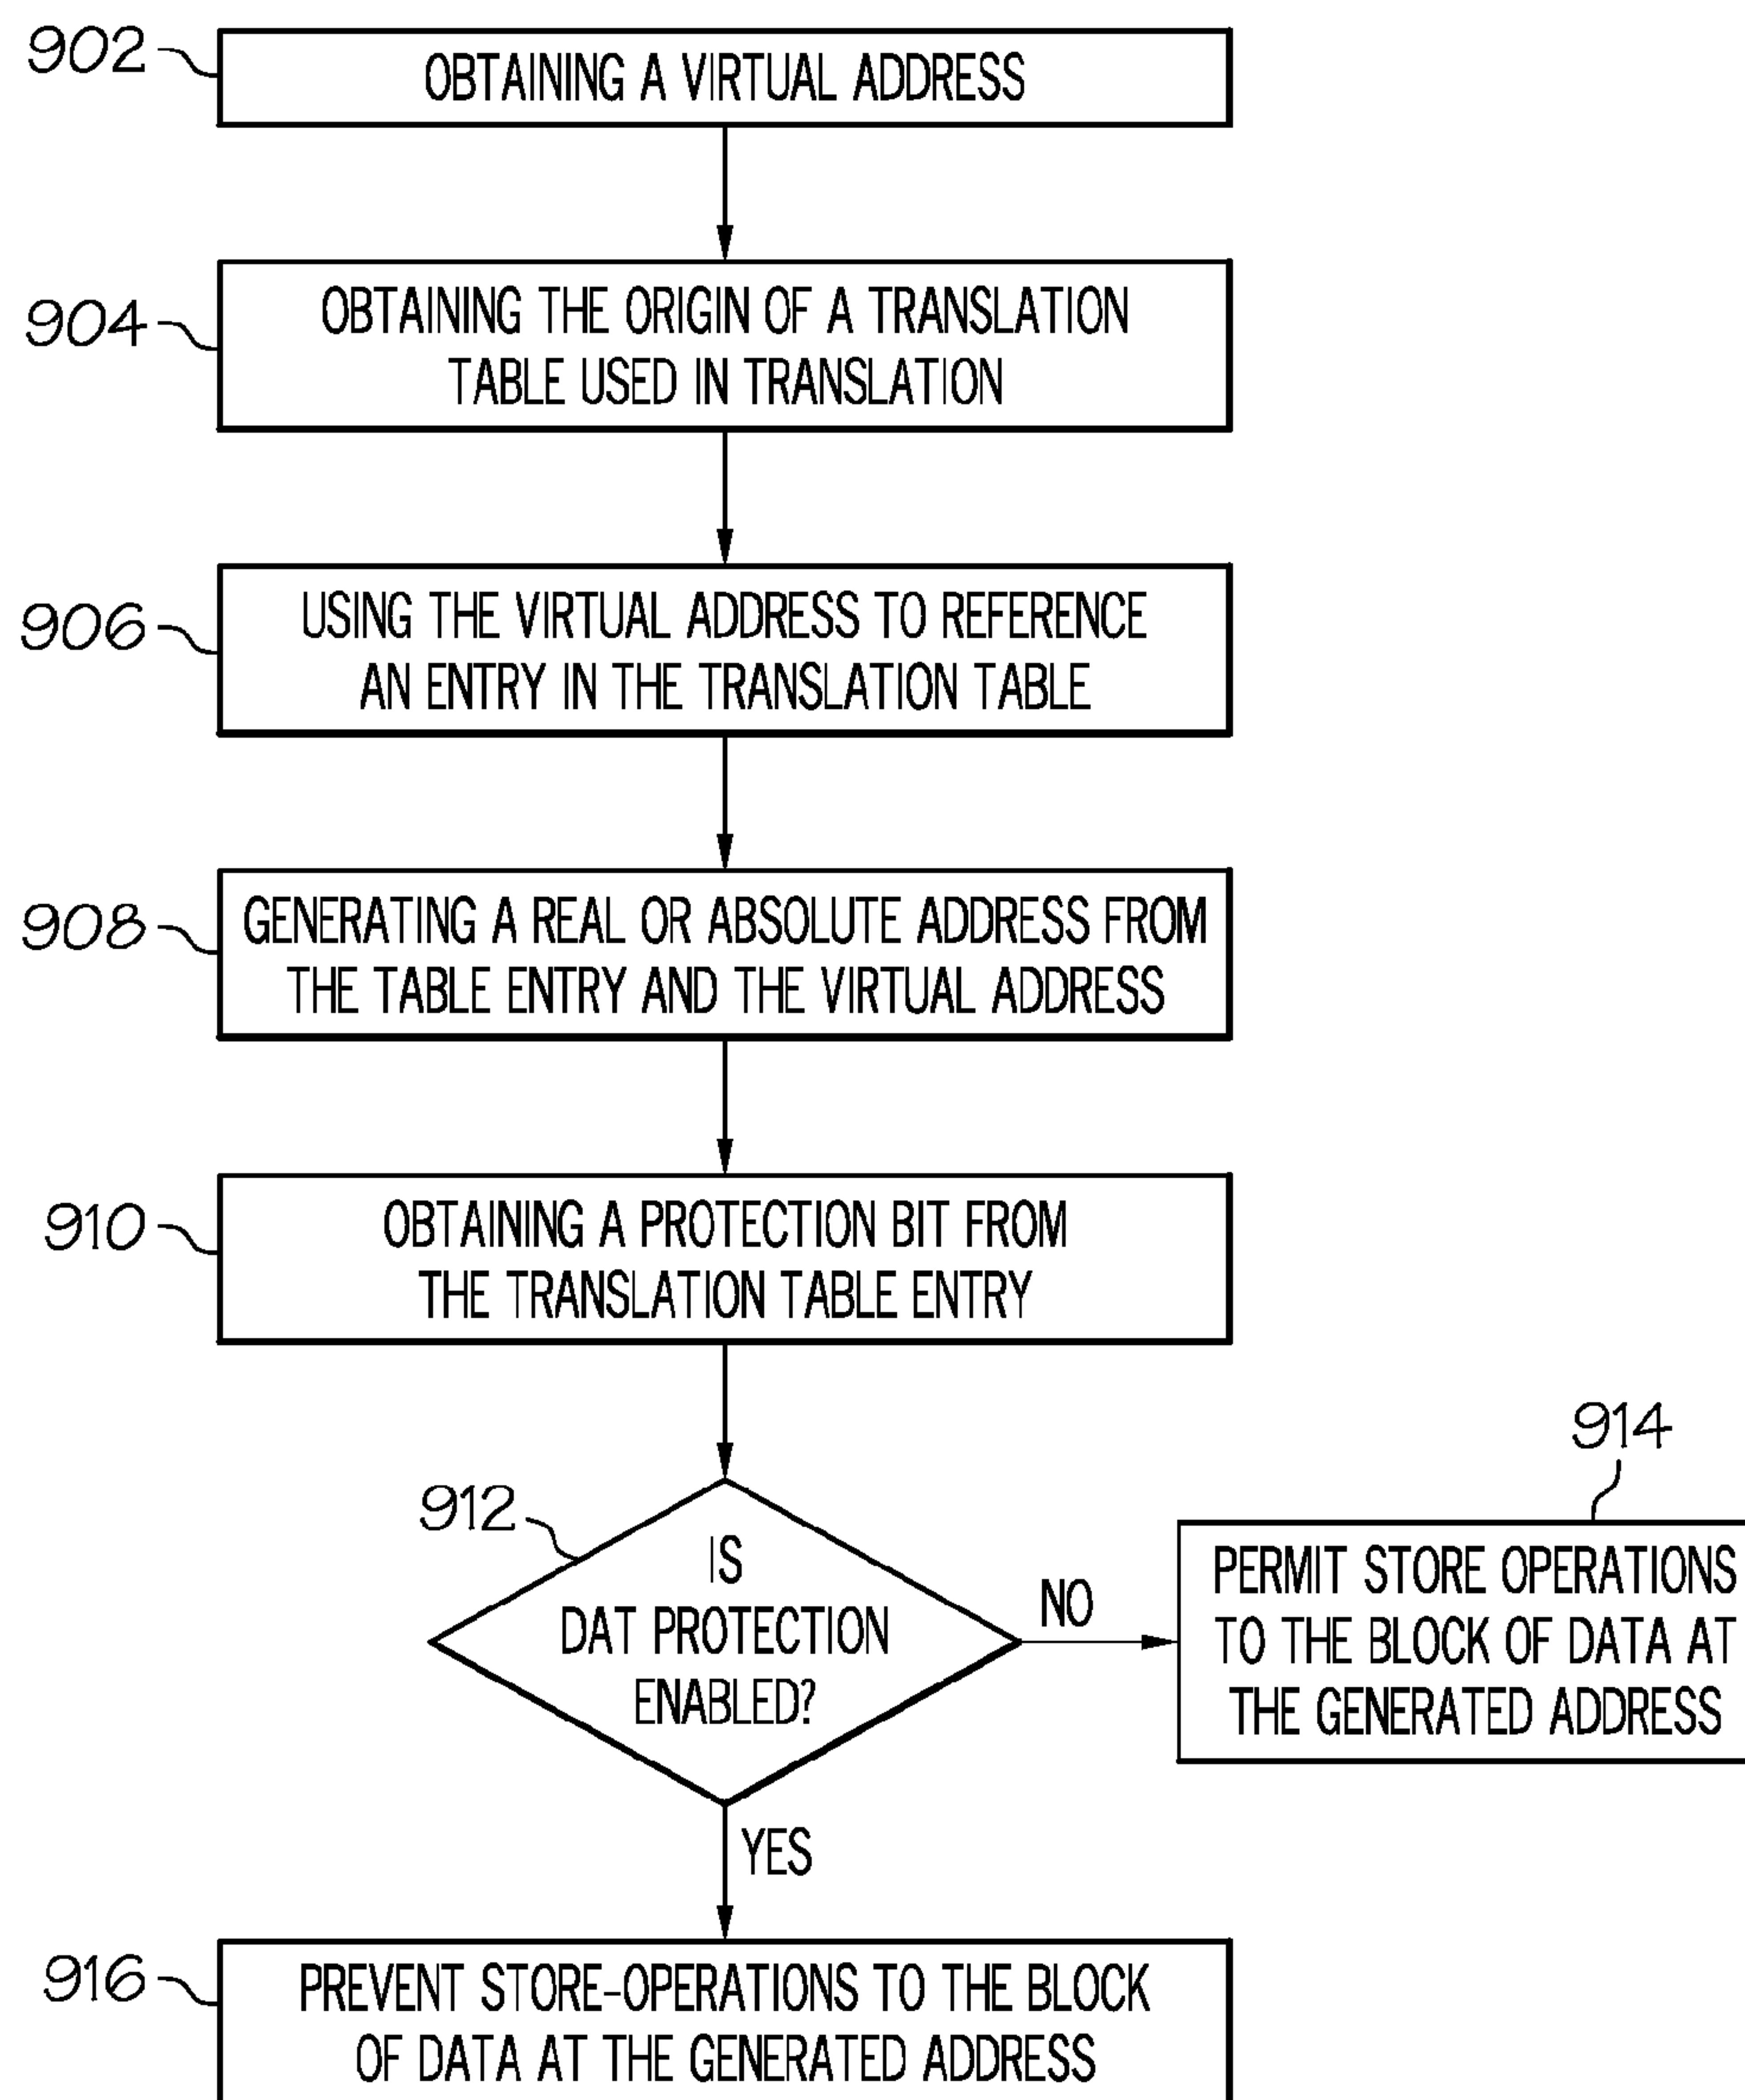 902
OBTAINING A VIRTUAL ADDRESS
904
OBTAINING THE ORIGIN OF A TRANSLATION
TABLE USED IN TRANSLATION
906
USING THE VIRTUAL ADDRESS TO REFERENCE
AN ENTRY IN THE TRANSLATION TABLE
908
GENERATING A REAL OR ABSOLUTE ADDRESS FROM
THE TABLE ENTRY AND THE VIRTUAL ADDRESS
910
OBTAINING A PROTECTION BIT FROM
THE TRANSLATION TABLE ENTRY
912
IS
DAT PROTECTION
ENABLED?
NO
914
PERMIT STORE OPERATIONS
TO THE BLOCK OF DATA AT
THE GENERATED ADDRESS
YES
916
PREVENT STORE-OPERATIONS TO THE BLOCK
OF DATA AT THE GENERATED ADDRESS